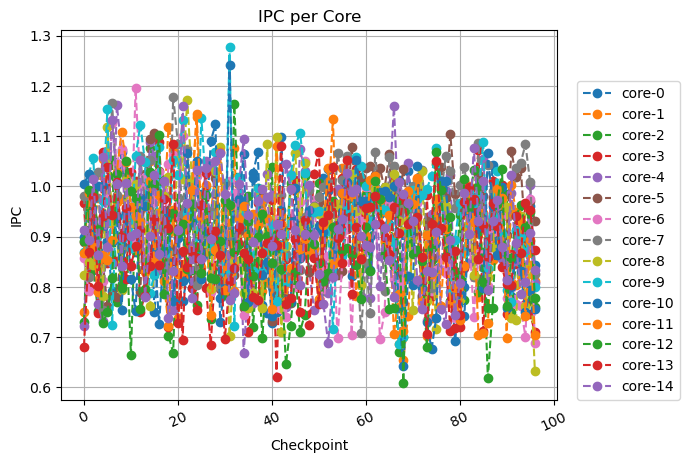 IPC per Core
IPC
1.3
1.2
1.1
1.0
0.9
0.8
0.7
0.6
0
20
40
60
80
100
Checkpoint
core-0
core-1
core-2
core-3
core-4
core-5
core-6
core-7
core-8
core-9
core-10
core-11
core-12
core-13
core-14